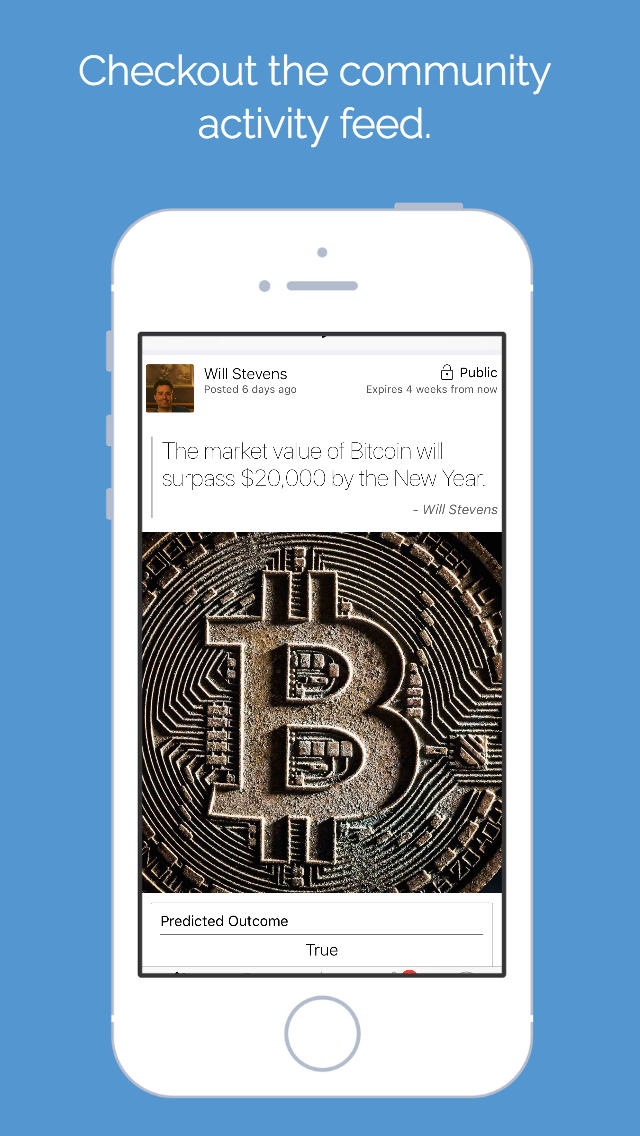 Checkout the community
activity feed.
Will Stevens
Public
Posted 6 days ago
Expires 4 weeks from now
The market value of Bitcoin will
surpass $20,000 by the New Year.
- Will Stevens
B
Predicted Outcome
True